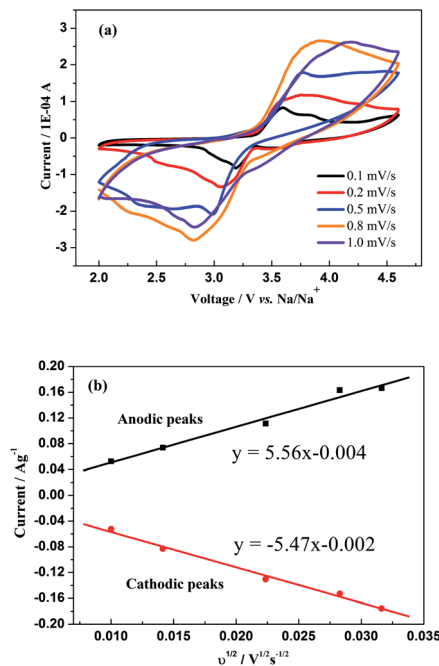 (a)
Current / 1E-04 A
3
2
1
0
-1
-2
-3
0.1 mV/s
0.2 mV/s
0.5 mV/s
0.8 mV/s
1.0 mV/s
2.0 2.5 3.0 3.5 4.0 4.5
Voltage / V vs. Na/Na⁺
(b)
Current / Ag⁻¹
0.20
0.16
0.12
0.08
0.04
0.00
-0.04
-0.08
-0.12
-0.16
-0.20
Anodic peaks
y = 5.56x-0.004
y = -5.47x-0.002
Cathodic peaks
0.010 0.015 0.020 0.025 0.030 0.035
υ^1/2 / V^1/2 s^-1/2